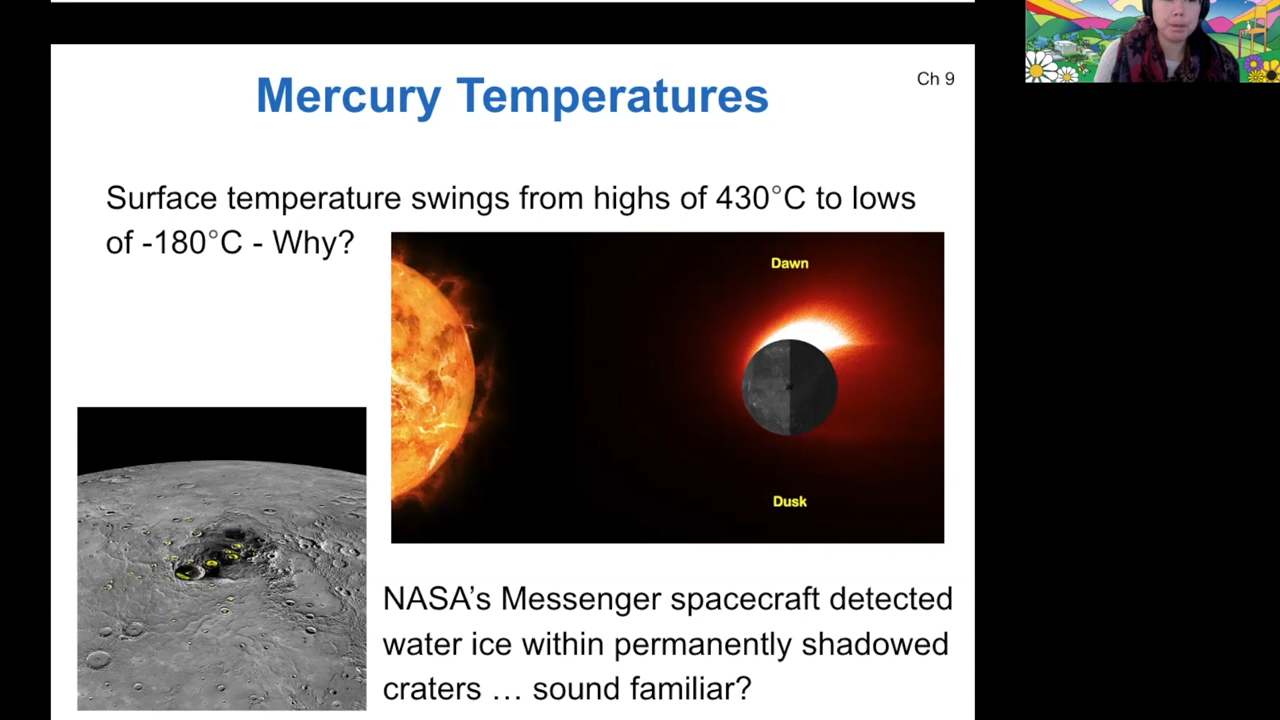 Mercury Temperatures
Ch 9
Surface temperature swings from highs of 430°C to lows
of -180°C - Why?
Dawn
Dusk
NASA’s Messenger spacecraft detected
water ice within permanently shadowed
craters … sound familiar?